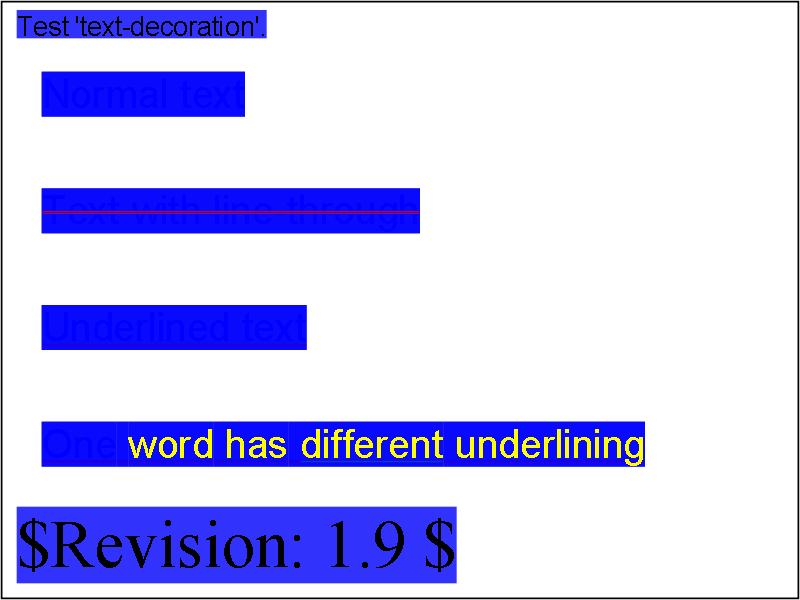 Test 'text-decoration'.
Normal text
Text with line-through
Underlined text
One word has different underlining
$Revision: 1.9 $